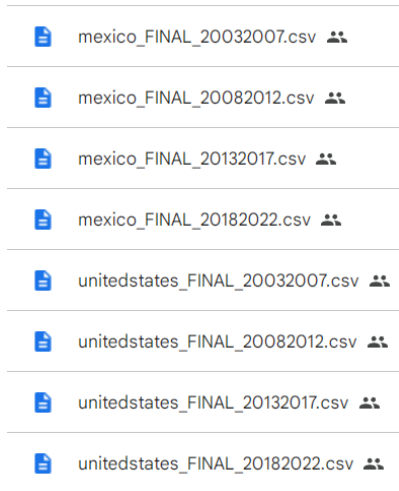 mexico_FINAL_20032007.csv
mexico_FINAL_20082012.csv
mexico_FINAL_20132017.csv
mexico_FINAL_20182022.csv
unitedstates_FINAL_20032007.csv
unitedstates_FINAL_20082012.csv
unitedstates_FINAL_20132017.csv
unitedstates_FINAL_20182022.csv